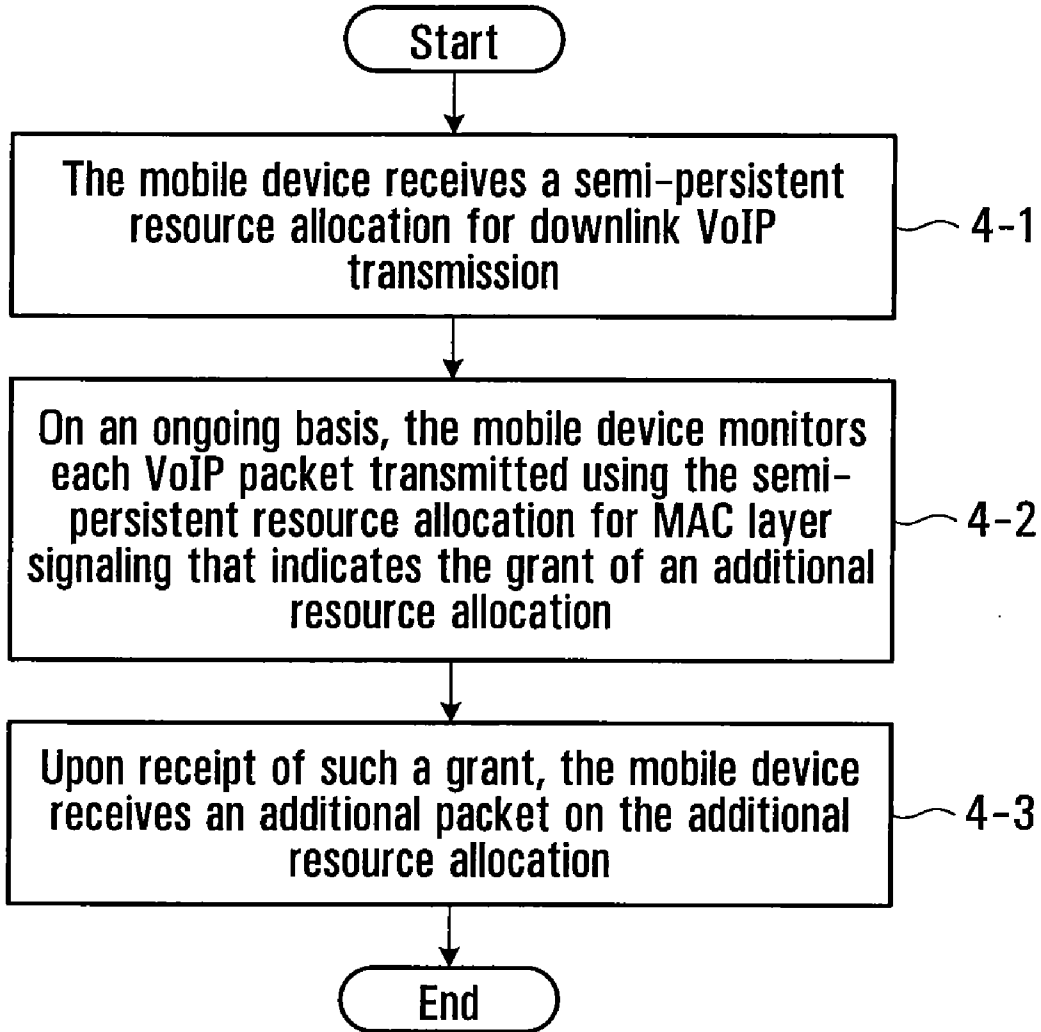 Start
The mobile device receives a semi-persistent
resource allocation for downlink VoIP
transmission
4-1
On an ongoing basis, the mobile device monitors
each VoIP packet transmitted using the semi-
persistent resource allocation for MAC layer
signaling that indicates the grant of an additional
resource allocation
4-2
Upon receipt of such a grant, the mobile device
receives an additional packet on the additional
resource allocation
4-3
End